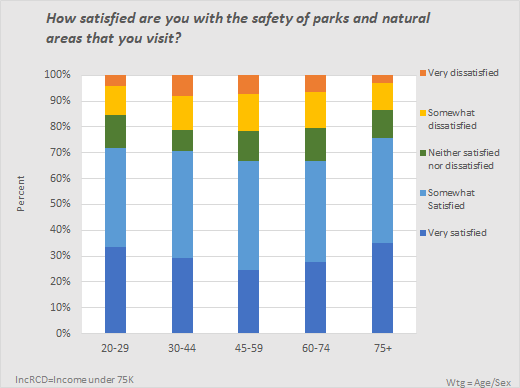 How satisfied are you with the safety of parks and natural
areas that you visit?
100%
90%
80%
70%
60%
50%
40%
30%
20%
10%
0%
Percent
20-29
30-44
45-59
60-74
75+
Very dissatisfied
Somewhat
dissatisfied
Neither satisfied
nor dissatisfied
Somewhat
Satisfied
Very satisfied
IncRCD=Income under 75K
Wtg = Age/Sex